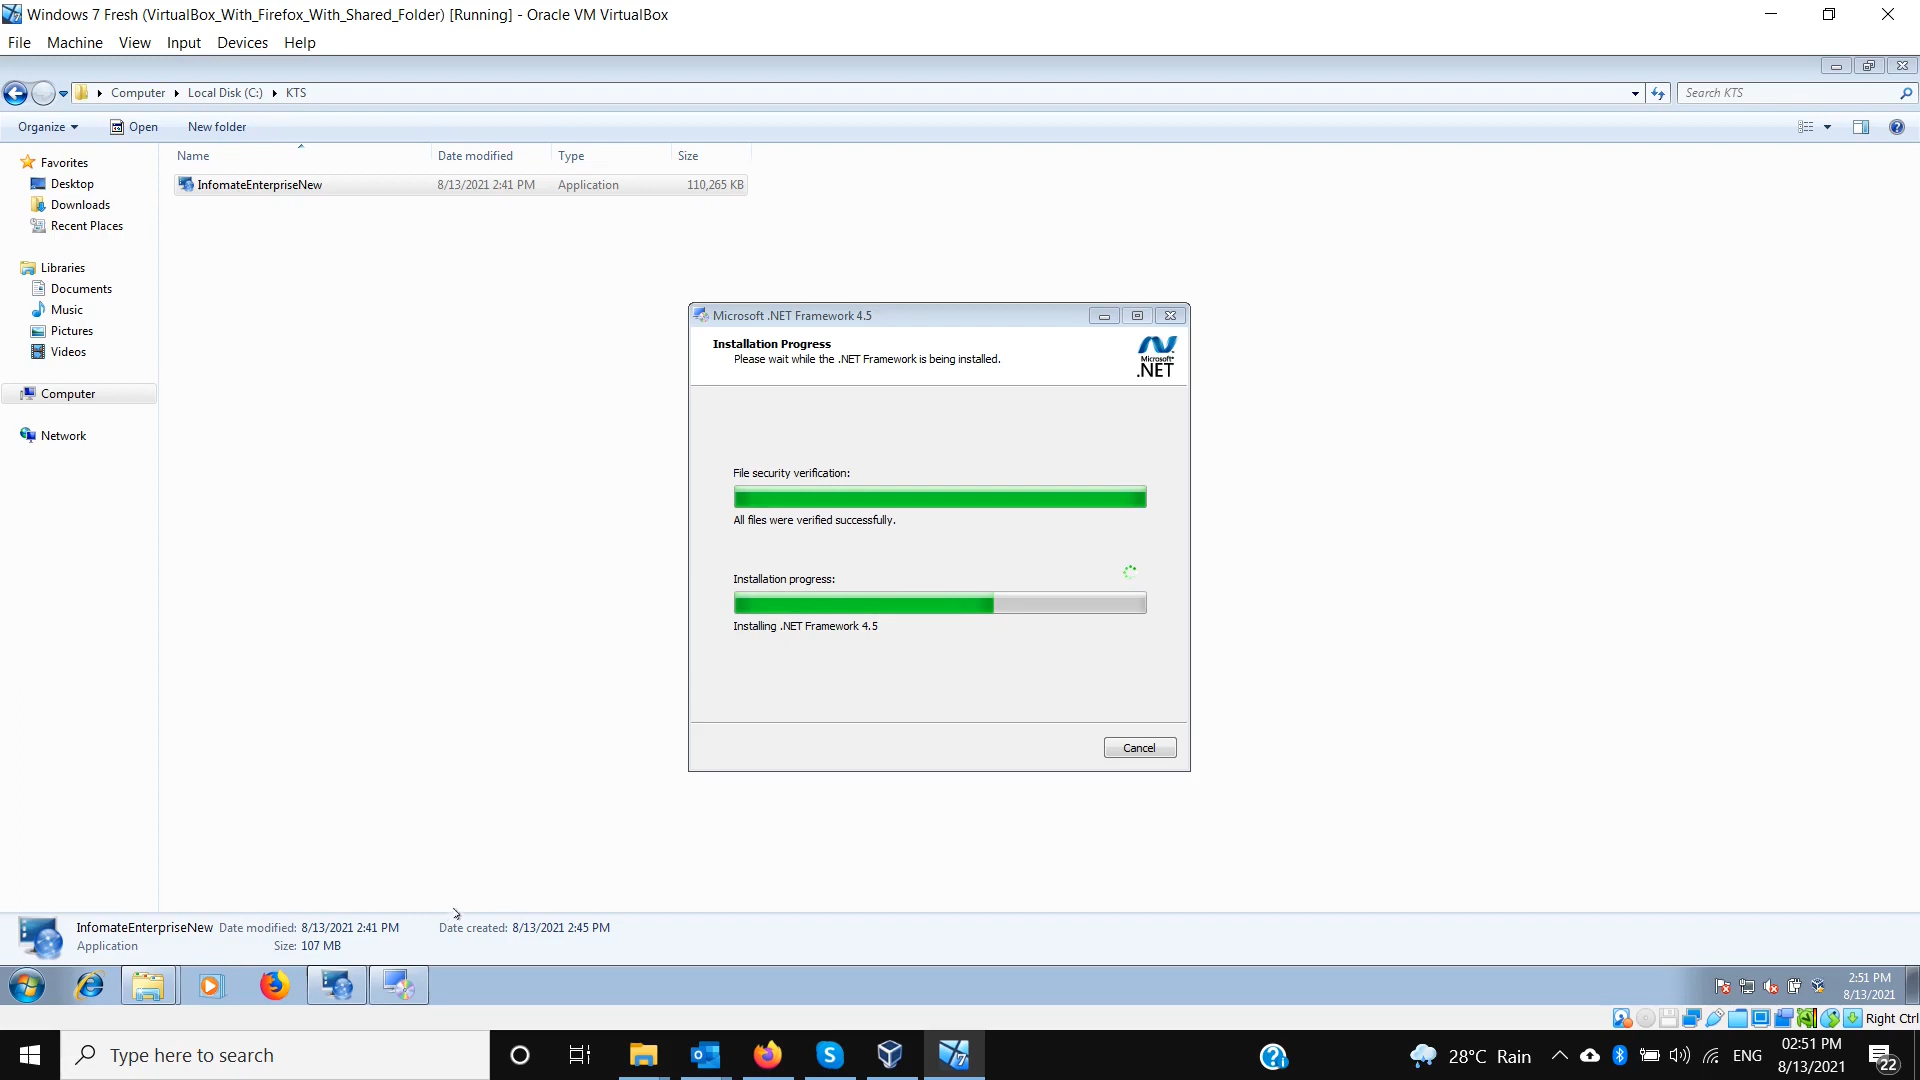 Windows 7 Fresh (VirtualBox_With_Firefox_With_Shared_Folder) [Running] - Oracle VM VirtualBox
File Machine View Input Devices Help
Computer Local Disk (C:) KTS
Search KTS
Organize Open New folder
Name Date modified Type Size
InfomateEnterpriseNew 8/13/2021 2:41 PM Application 110,265 KB
Favorites
Desktop
Downloads
Recent Places
Libraries
Documents
Music
Pictures
Videos
Computer
Network
Microsoft .NET Framework 4.5
Installation Progress
Please wait while the .NET Framework is being installed.
Microsoft
.NET
File security verification:
All files were verified successfully.
Installation progress:
Installing .NET Framework 4.5
Cancel
InfomateEnterpriseNew Date modified: 8/13/2021 2:41 PM Date created: 8/13/2021 2:45 PM
Application Size: 107 MB
2:51 PM
8/13/2021
Right Ctrl
Type here to search
28°C Rain
ENG
02:51 PM
8/13/2021
22